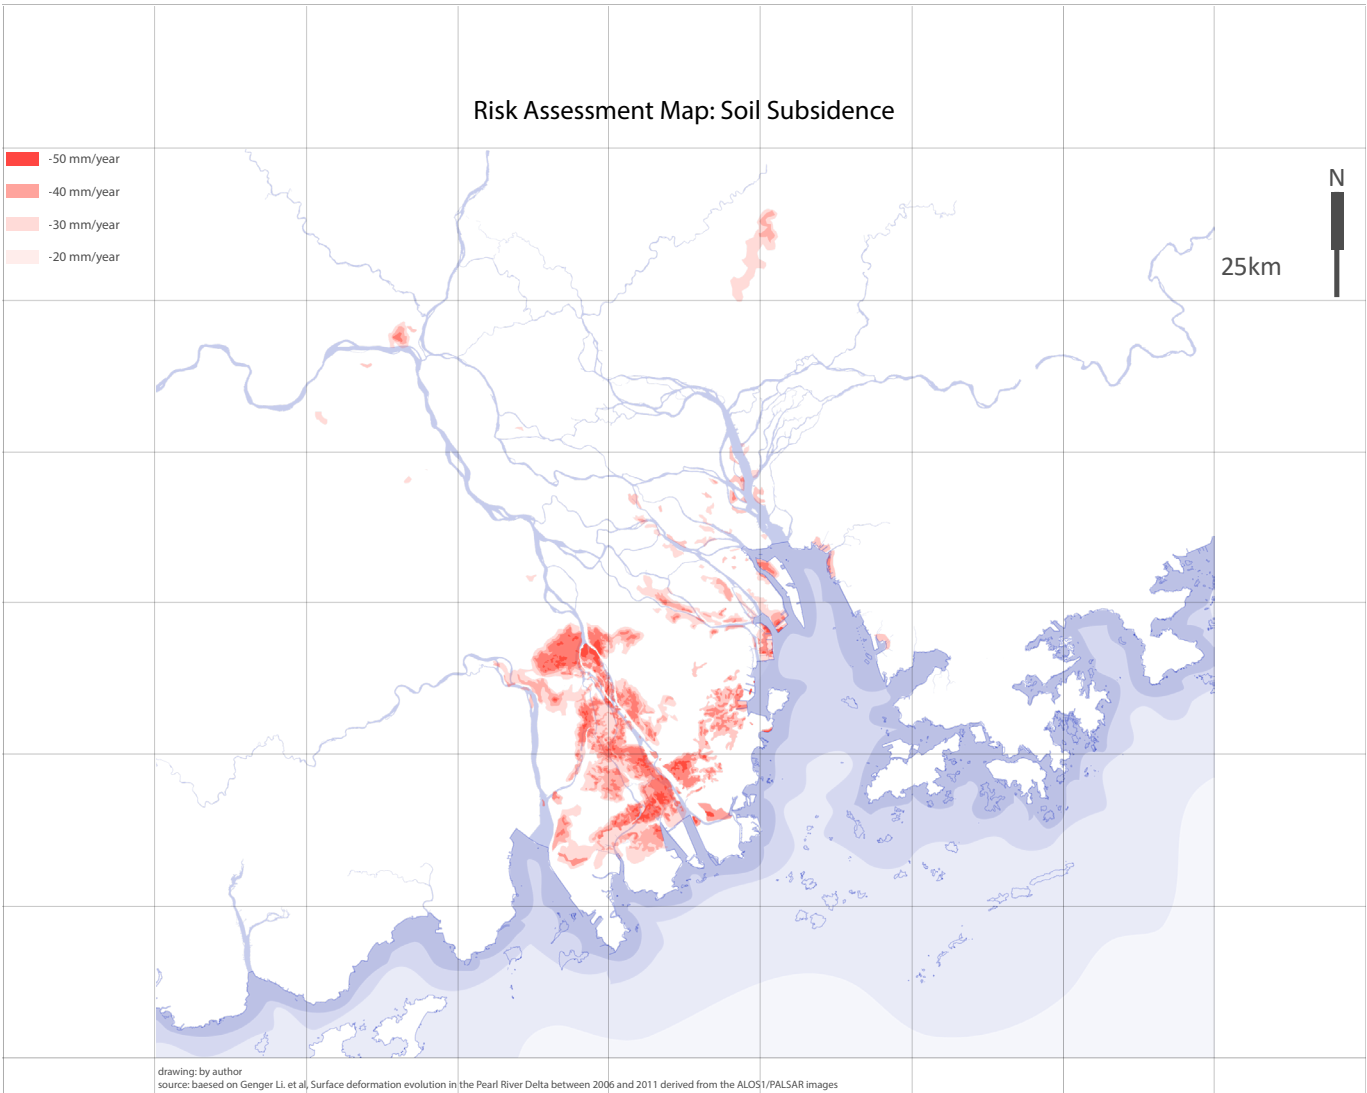 Risk Assessment Map: Soil Subsidence
-50 mm/year
-40 mm/year
-30 mm/year
-20 mm/year
N
25km
drawing: by author
source: baesed on Genger Li. et al, Surface deformation evolution in the Pearl River Delta between 2006 and 2011 derived from the ALOS1/PALSAR images